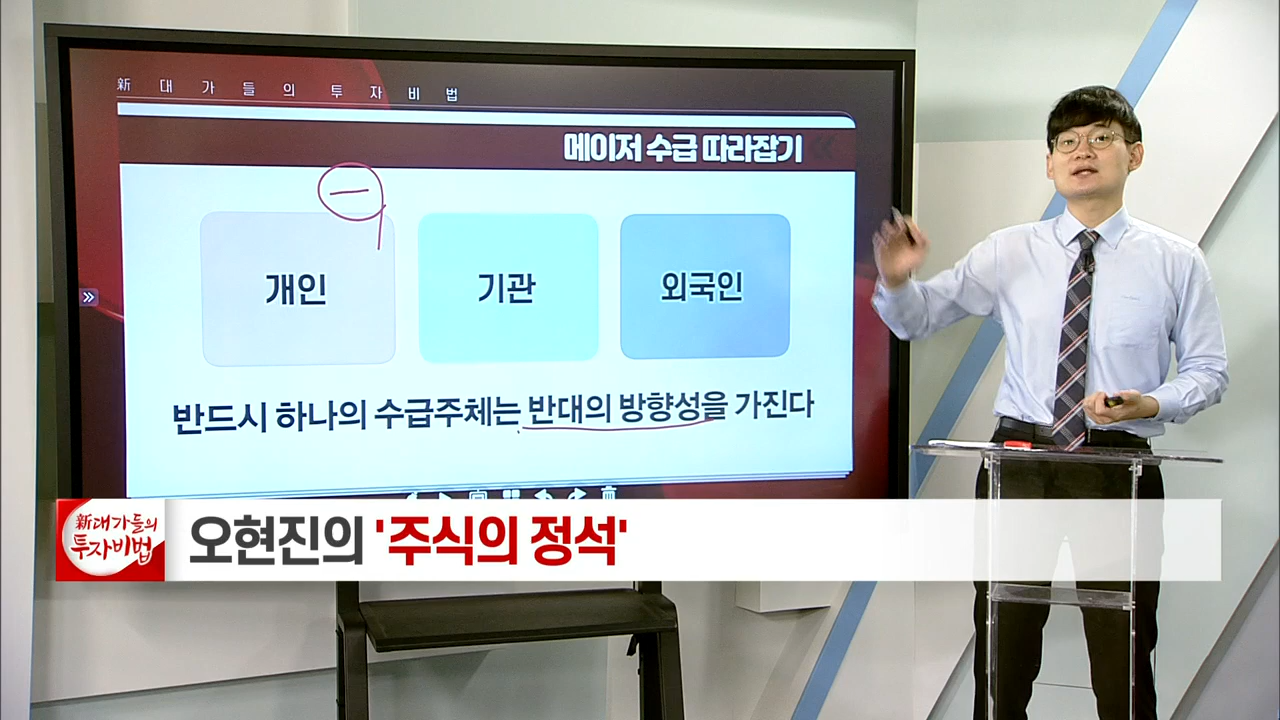 新 대 가 들 의 투 자 비 법
메이저 수급 따라잡기
개인 기관 외국인
반드시 하나의 수급주체는 반대의 방향성을 가진다
新대가들의
투자비법
오현진의 '주식의 정석'